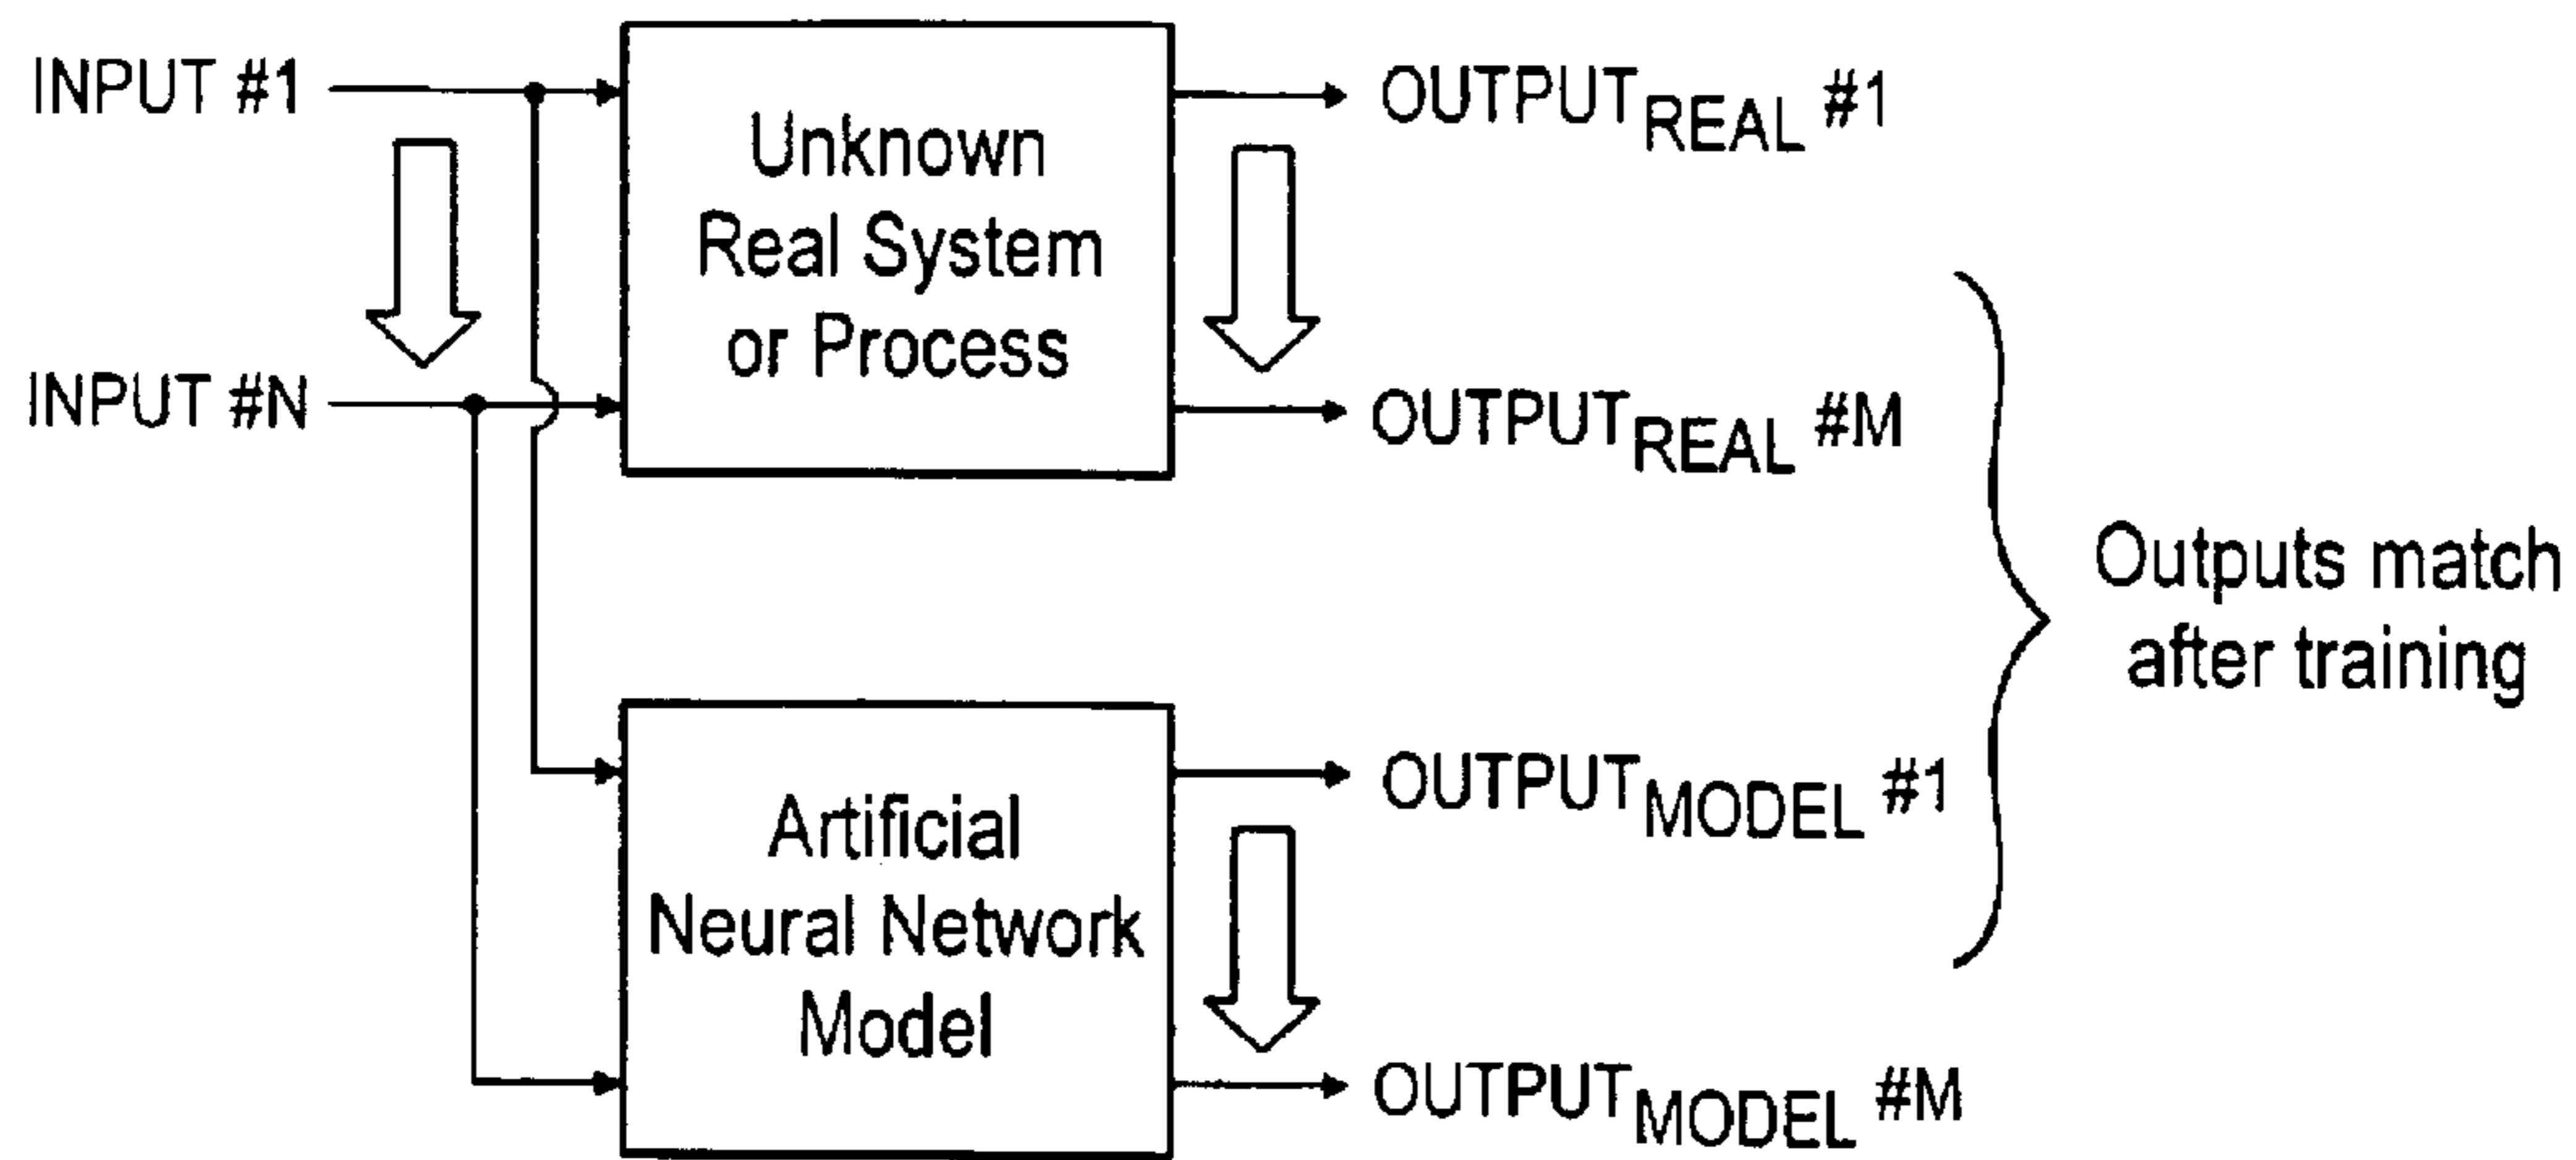 INPUT #1
INPUT #N
Unknown
Real System
or Process
OUTPUT REAL #1
OUTPUT REAL #M
Artificial
Neural Network
Model
OUTPUT MODEL #1
OUTPUT MODEL #M
Outputs match
after training